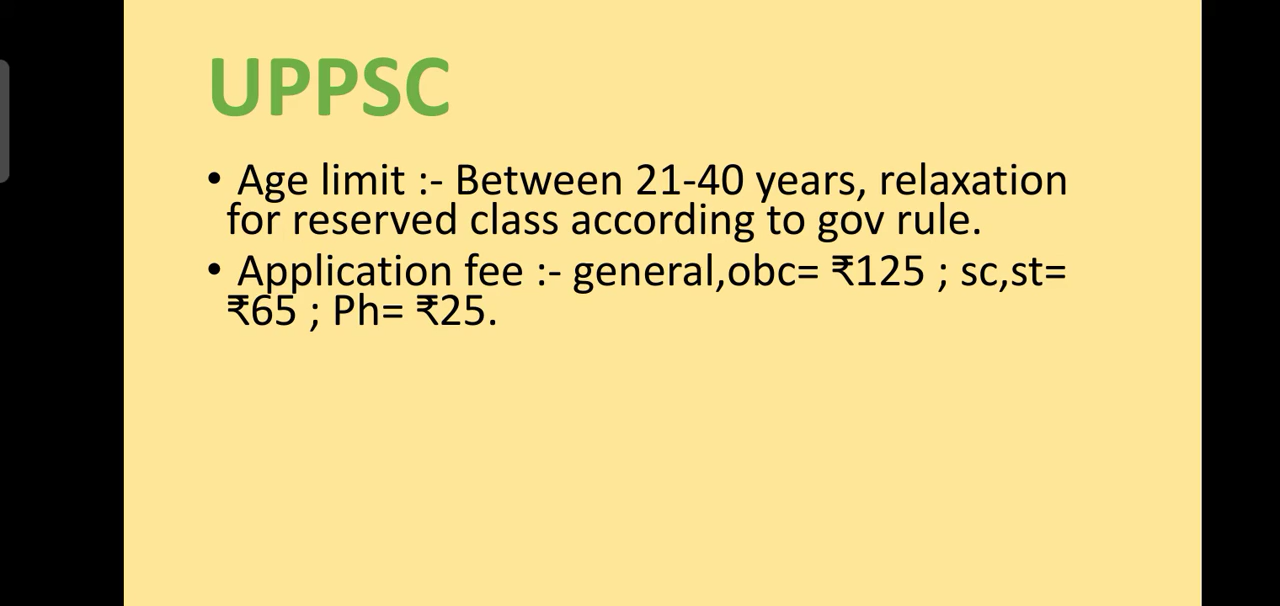 UPPSC
• Age limit :- Between 21-40 years, relaxation
for reserved class according to gov rule.
• Application fee :- general,obc= ₹125 ; sc,st=
₹65 ; Ph= ₹25.